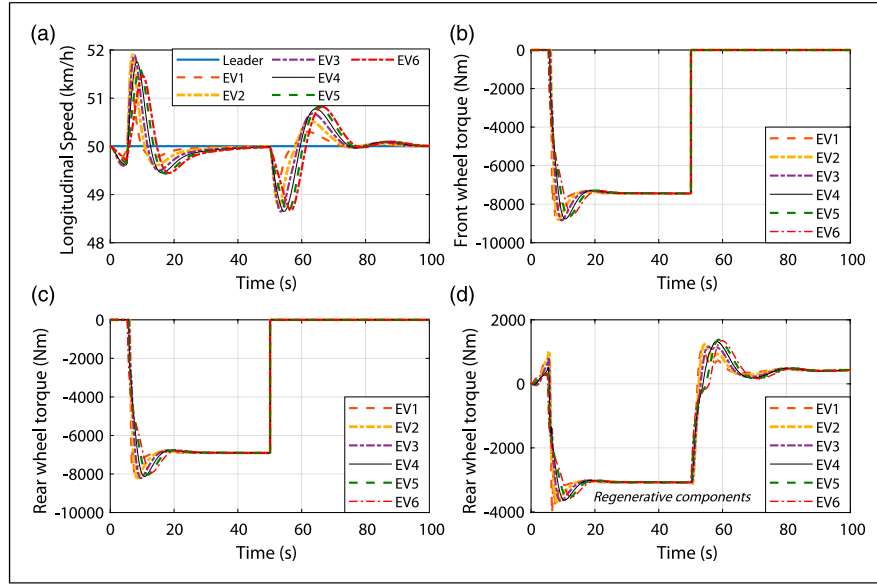 (a)
52
51
50
49
48
Longitudinal Speed (km/h)
Leader
EV1
EV2
EV3
EV4
EV5
EV6
0 20 40 60 80 100
Time (s)
(b)
0
-2000
-4000
-6000
-8000
-10000
Front wheel torque (Nm)
EV1
EV2
EV3
EV4
EV5
EV6
0 20 40 60 80 100
Time (s)
(c)
0
-2000
-4000
-6000
-8000
-10000
Rear wheel torque (Nm)
EV1
EV2
EV3
EV4
EV5
EV6
0 20 40 60 80 100
Time (s)
(d)
2000
0
-2000
-4000
Rear wheel torque (Nm)
EV1
EV2
EV3
EV4
EV5
EV6
Regenerative components
0 20 40 60 80 100
Time (s)